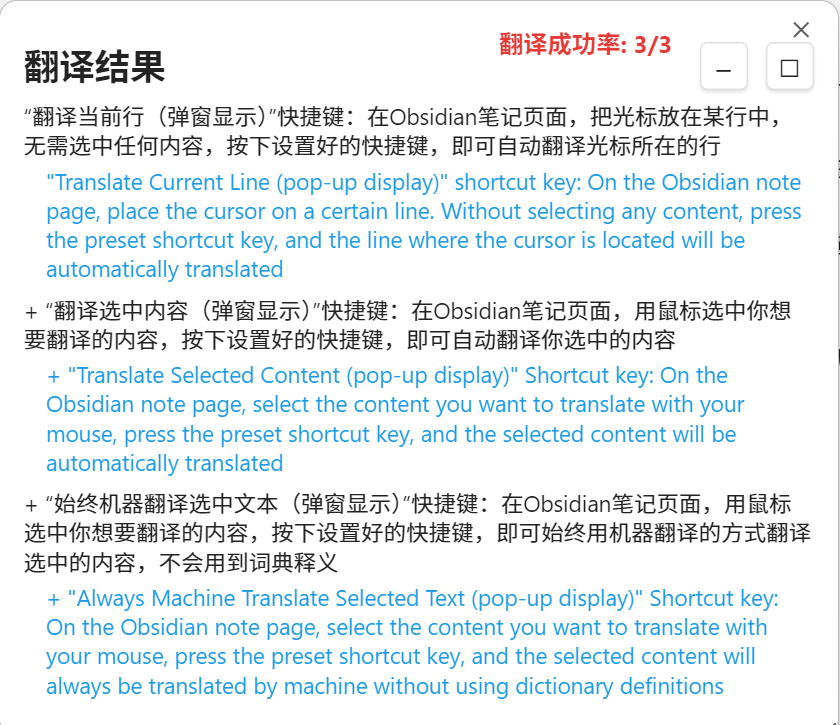 翻译成功率: 3/3
翻译结果
“翻译当前行（弹窗显示）”快捷键：在Obsidian笔记页面，把光标放在某行中，
无需选中任何内容，按下设置好的快捷键，即可自动翻译光标所在的行
"Translate Current Line (pop-up display)" shortcut key: On the Obsidian note
page, place the cursor on a certain line. Without selecting any content, press
the preset shortcut key, and the line where the cursor is located will be
automatically translated
+ “翻译选中内容（弹窗显示）”快捷键：在Obsidian笔记页面，用鼠标选中你想
要翻译的内容，按下设置好的快捷键，即可自动翻译你选中的内容
+ "Translate Selected Content (pop-up display)" Shortcut key: On the
Obsidian note page, select the content you want to translate with your
mouse, press the preset shortcut key, and the selected content will be
automatically translated
+ “始终机器翻译选中文本（弹窗显示）”快捷键：在Obsidian笔记页面，用鼠标
选中你想要翻译的内容，按下设置好的快捷键，即可始终用机器翻译的方式翻译
选中的内容，不会用到词典释义
+ "Always Machine Translate Selected Text (pop-up display)" Shortcut key:
On the Obsidian note page, select the content you want to translate with
your mouse, press the preset shortcut key, and the selected content will
always be translated by machine without using dictionary definitions